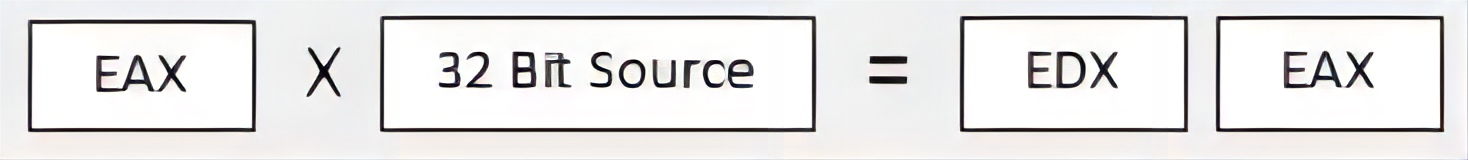 EAX X 32 Bit Source = EDX EAX